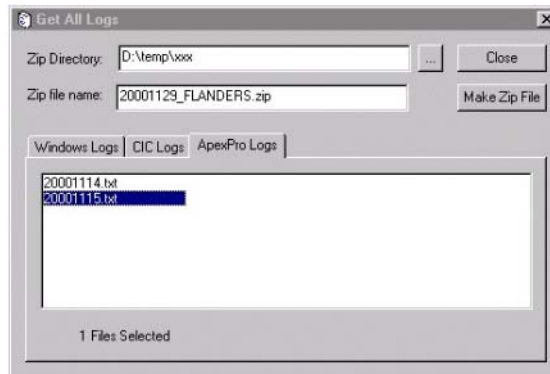 Get All Logs
Zip Directory: D:\temp\xxx ... Close
Zip file name: 20001129_FLANDERS.zip Make Zip File
Windows Logs CIC Logs ApexPro Logs
20001114.txt
20001115.txt
1 Files Selected